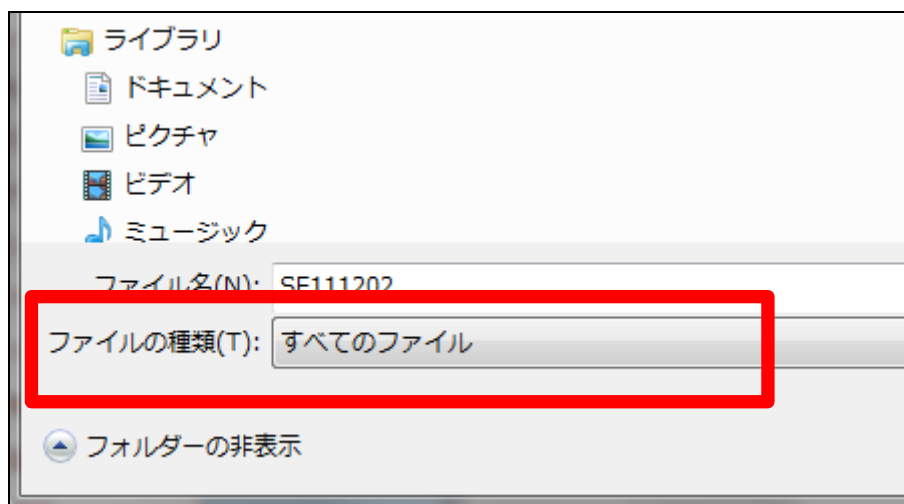 ライブラリ
ドキュメント
ピクチャ
ビデオ
ミュージック
ファイル名(N): SF111202
ファイルの種類(T): すべてのファイル
フォルダーの非表示